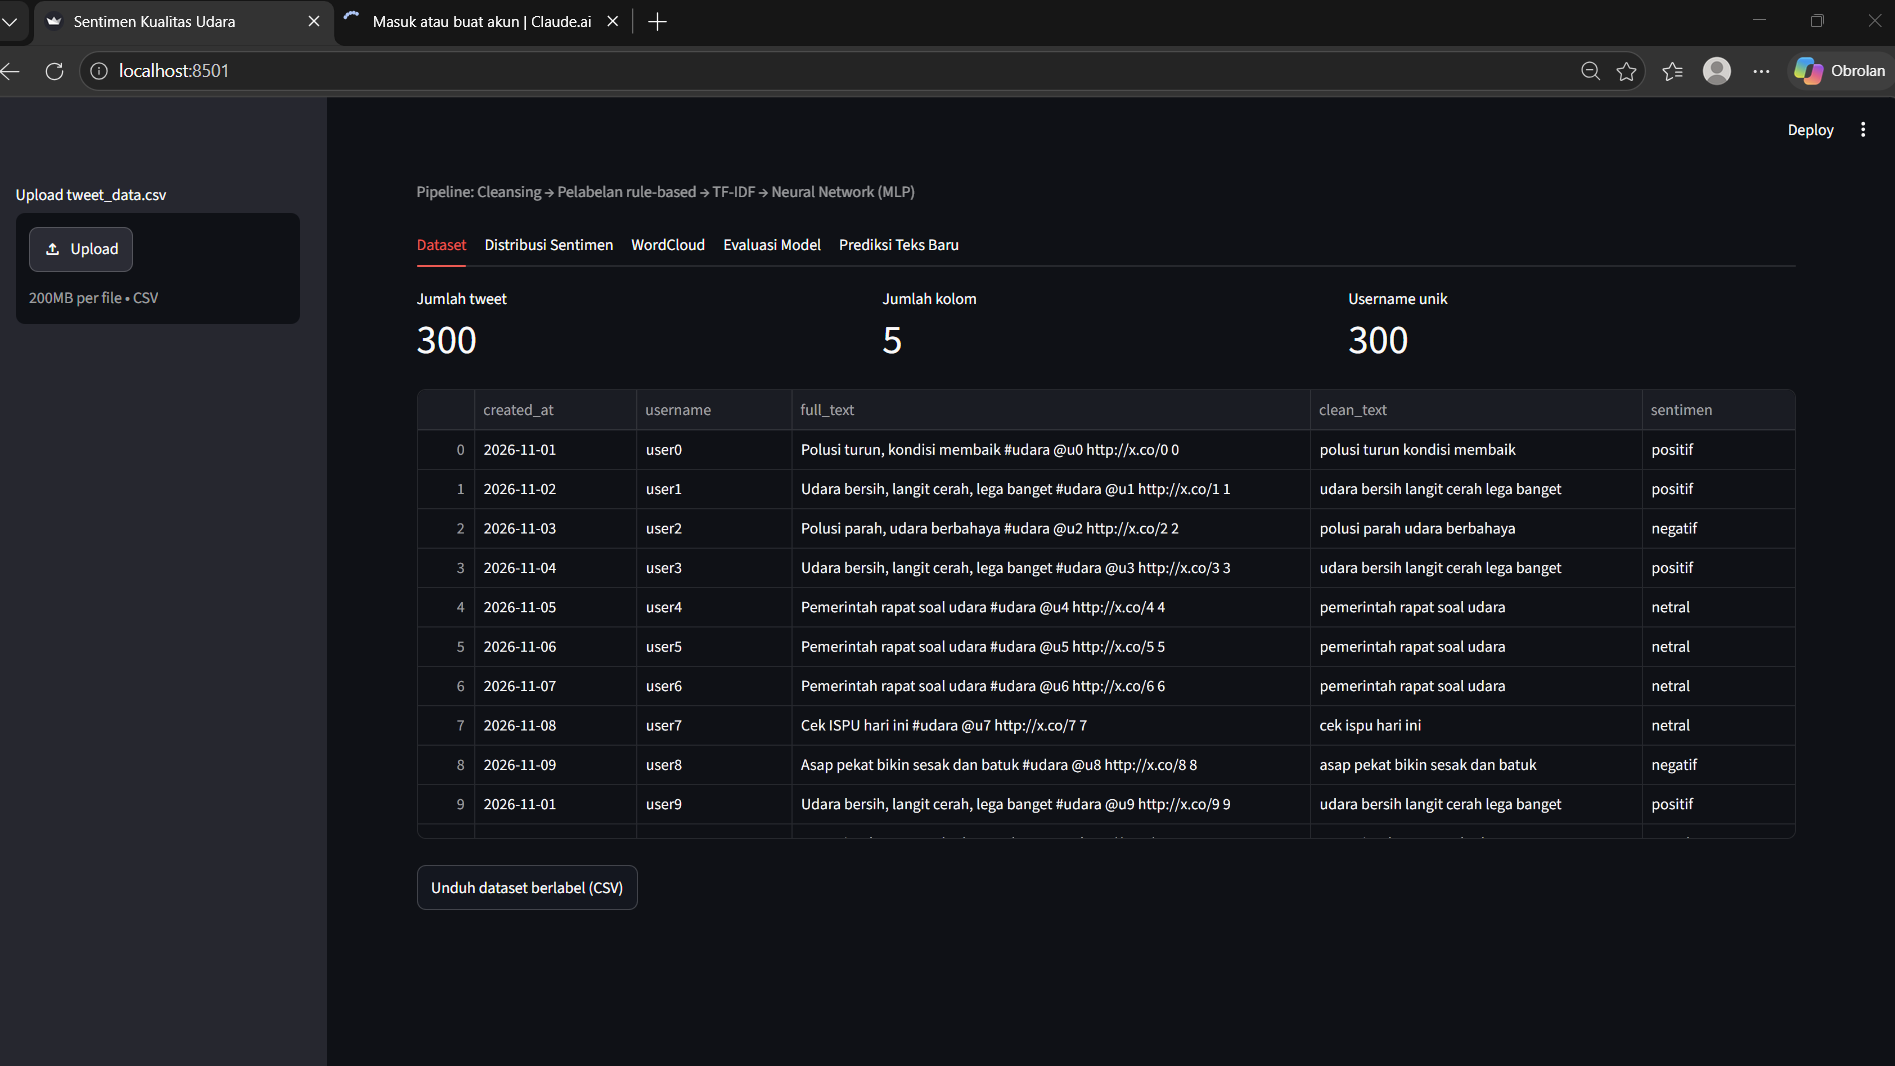 Sentimen Kualitas Udara
Masuk atau buat akun | Claude.ai
localhost:8501
Obrolan
Deploy
Upload tweet_data.csv
Upload
200MB per file • CSV
Pipeline: Cleansing → Pelabelan rule-based → TF-IDF → Neural Network (MLP)
Dataset Distribusi Sentimen WordCloud Evaluasi Model Prediksi Teks Baru
Jumlah tweet Jumlah kolom Username unik
300 5 300
created_at username full_text clean_text sentimen
0 2026-11-01 user0 Polusi turun, kondisi membaik #udara @u0 http://x.co/0 0 polusi turun kondisi membaik positif
1 2026-11-02 user1 Udara bersih, langit cerah, lega banget #udara @u1 http://x.co/1 1 udara bersih langit cerah lega banget positif
2 2026-11-03 user2 Polusi parah, udara berbahaya #udara @u2 http://x.co/2 2 polusi parah udara berbahaya negatif
3 2026-11-04 user3 Udara bersih, langit cerah, lega banget #udara @u3 http://x.co/3 3 udara bersih langit cerah lega banget positif
4 2026-11-05 user4 Pemerintah rapat soal udara #udara @u4 http://x.co/4 4 pemerintah rapat soal udara netral
5 2026-11-06 user5 Pemerintah rapat soal udara #udara @u5 http://x.co/5 5 pemerintah rapat soal udara netral
6 2026-11-07 user6 Pemerintah rapat soal udara #udara @u6 http://x.co/6 6 pemerintah rapat soal udara netral
7 2026-11-08 user7 Cek ISPU hari ini #udara @u7 http://x.co/7 7 cek ispu hari ini netral
8 2026-11-09 user8 Asap pekat bikin sesak dan batuk #udara @u8 http://x.co/8 8 asap pekat bikin sesak dan batuk negatif
9 2026-11-01 user9 Udara bersih, langit cerah, lega banget #udara @u9 http://x.co/9 9 udara bersih langit cerah lega banget positif
Unduh dataset berlabel (CSV)